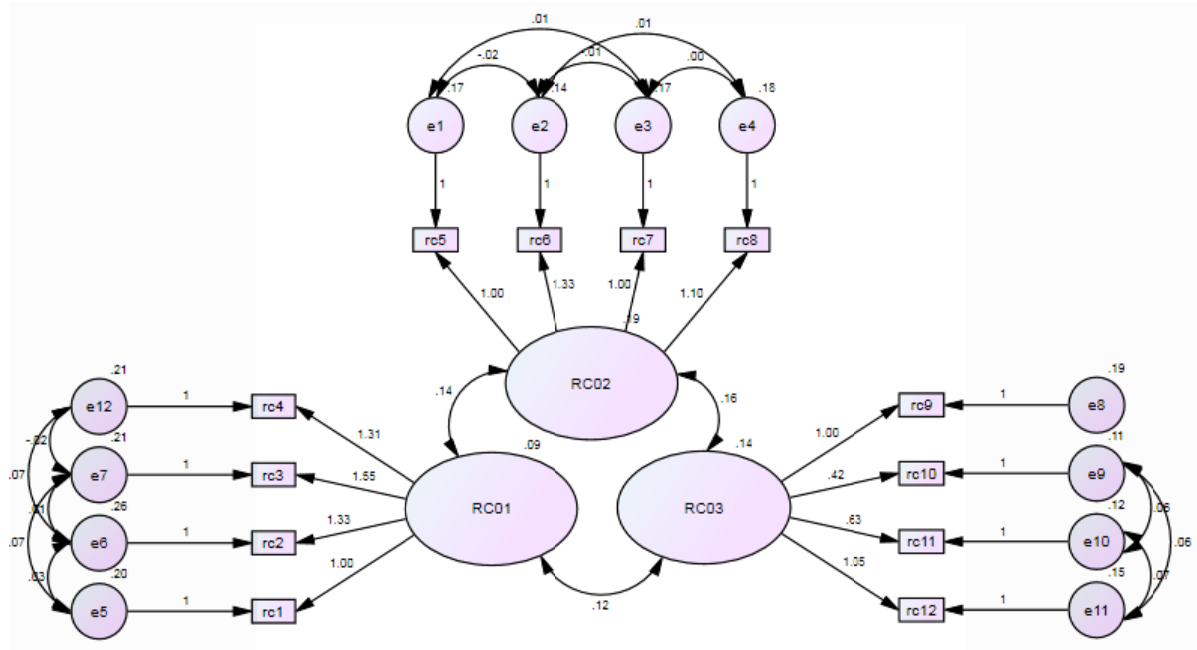 .01 .01
-.02 -.01 .00
.17 .14 .17 .18
e1 e2 e3 e4
1 1 1 1
rc5 rc6 rc7 rc8
1.00 1.33 1.00 1.10
.19
RC02
.14 .16
.21 .19
e12 1 rc4 rc9 1 e8
1.31 1.00
-.02 .21 .09 .14 .11
.07 e7 1 rc3 1.55 .42 rc10 1 e9
RC01 RC03
.01 .26 .12 .06
.07 e6 1 rc2 1.33 .63 rc11 1 e10 .06
.03 .20 1.00 1.05 .15 .07
e5 1 rc1 rc12 1 e11
.12